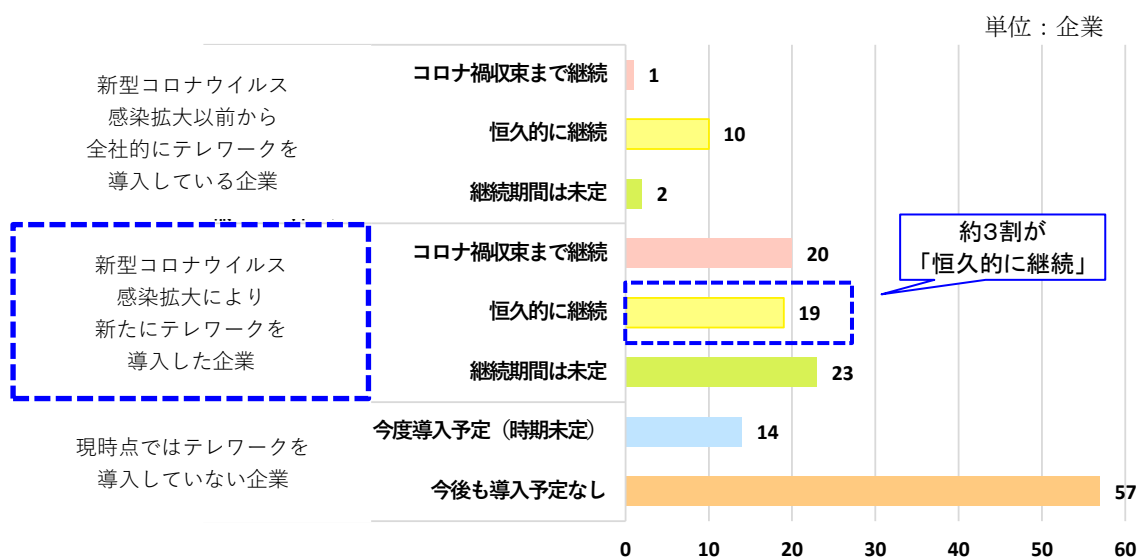 単位：企業
新型コロナウイルス
感染拡大以前から
全社的にテレワークを
導入している企業
コロナ禍収束まで継続
1
恒久的に継続
10
継続期間は未定
2
新型コロナウイルス
感染拡大により
新たにテレワークを
導入した企業
コロナ禍収束まで継続
20
恒久的に継続
19
継続期間は未定
23
約3割が
「恒久的に継続」
現時点ではテレワークを
導入していない企業
今度導入予定（時期未定）
14
今後も導入予定なし
57
0 10 20 30 40 50 60